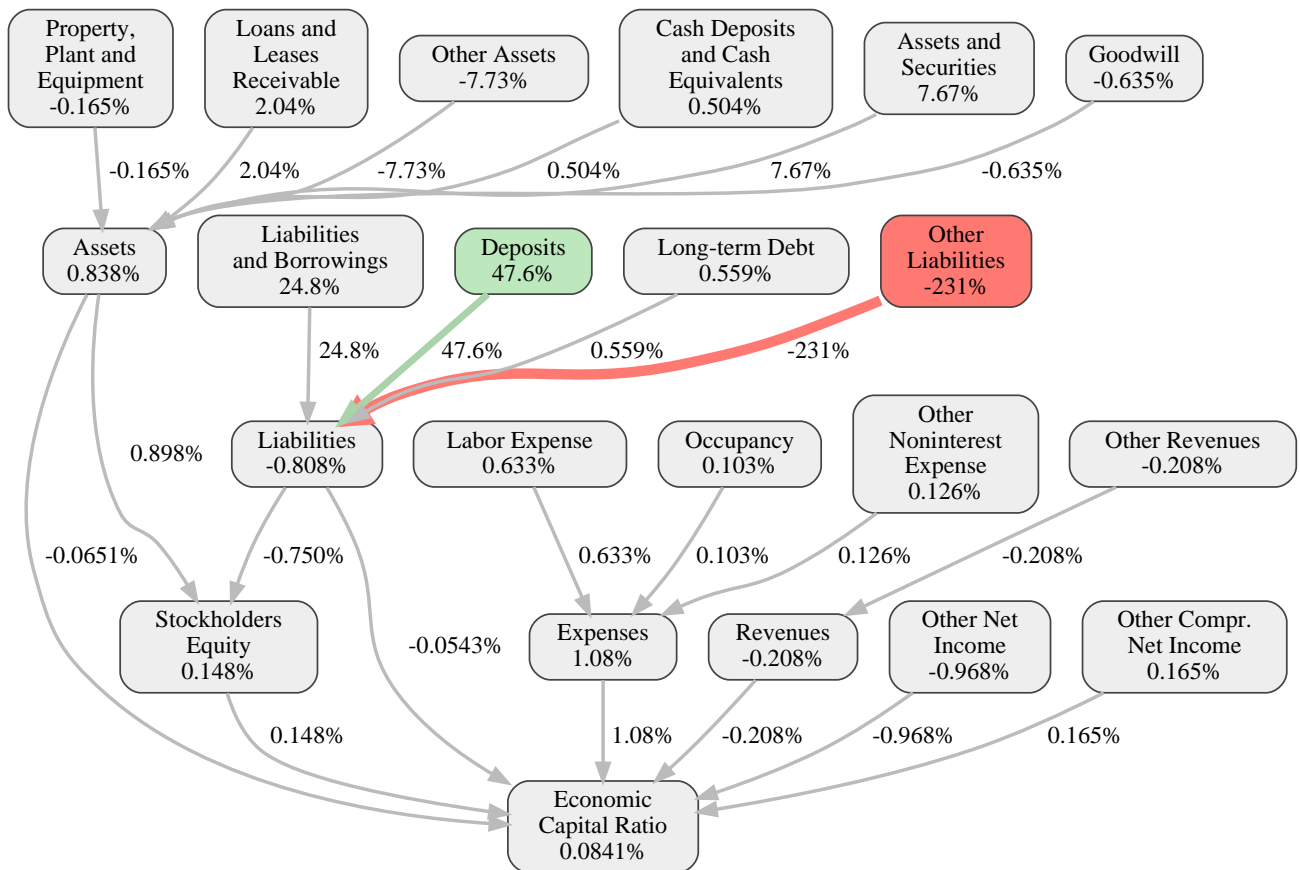 Property,
Plant and
Equipment
-0.165%
Loans and
Leases
Receivable
2.04%
Other Assets
-7.73%
Cash Deposits
and Cash
Equivalents
0.504%
Assets and
Securities
7.67%
Goodwill
-0.635%
-0.165%
2.04%
-7.73%
0.504%
7.67%
-0.635%
Assets
0.838%
Liabilities
and Borrowings
24.8%
Deposits
47.6%
Long-term Debt
0.559%
Other
Liabilities
-231%
24.8%
47.6%
0.559%
-231%
0.898%
Liabilities
-0.808%
Labor Expense
0.633%
Occupancy
0.103%
Other
Noninterest
Expense
0.126%
Other Revenues
-0.208%
-0.0651%
-0.750%
0.633%
0.103%
0.126%
-0.208%
Stockholders
Equity
0.148%
-0.0543%
Expenses
1.08%
Revenues
-0.208%
Other Net
Income
-0.968%
Other Compr.
Net Income
0.165%
0.148%
1.08%
-0.208%
-0.968%
0.165%
Economic
Capital Ratio
0.0841%